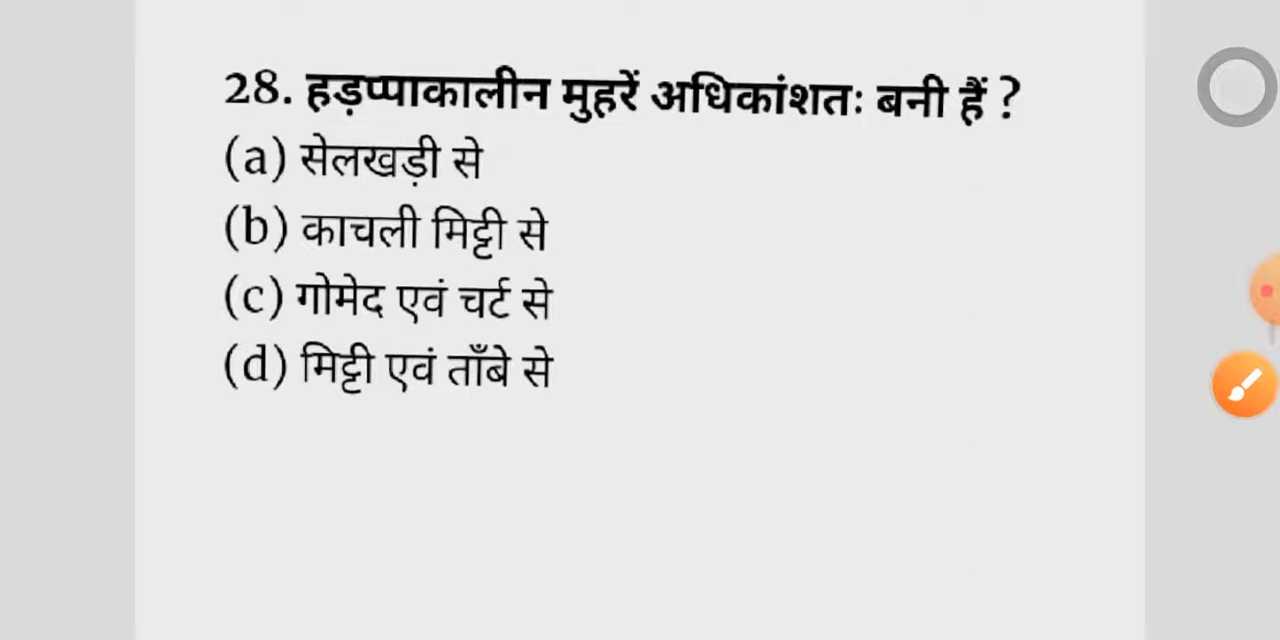 28. हड़प्पाकालीन मुहरें अधिकांशतः बनी हैं ?
(a) सेलखड़ी से
(b) काचली मिट्टी से
(c) गोमेद एवं चर्ट से
(d) मिट्टी एवं ताँबे से